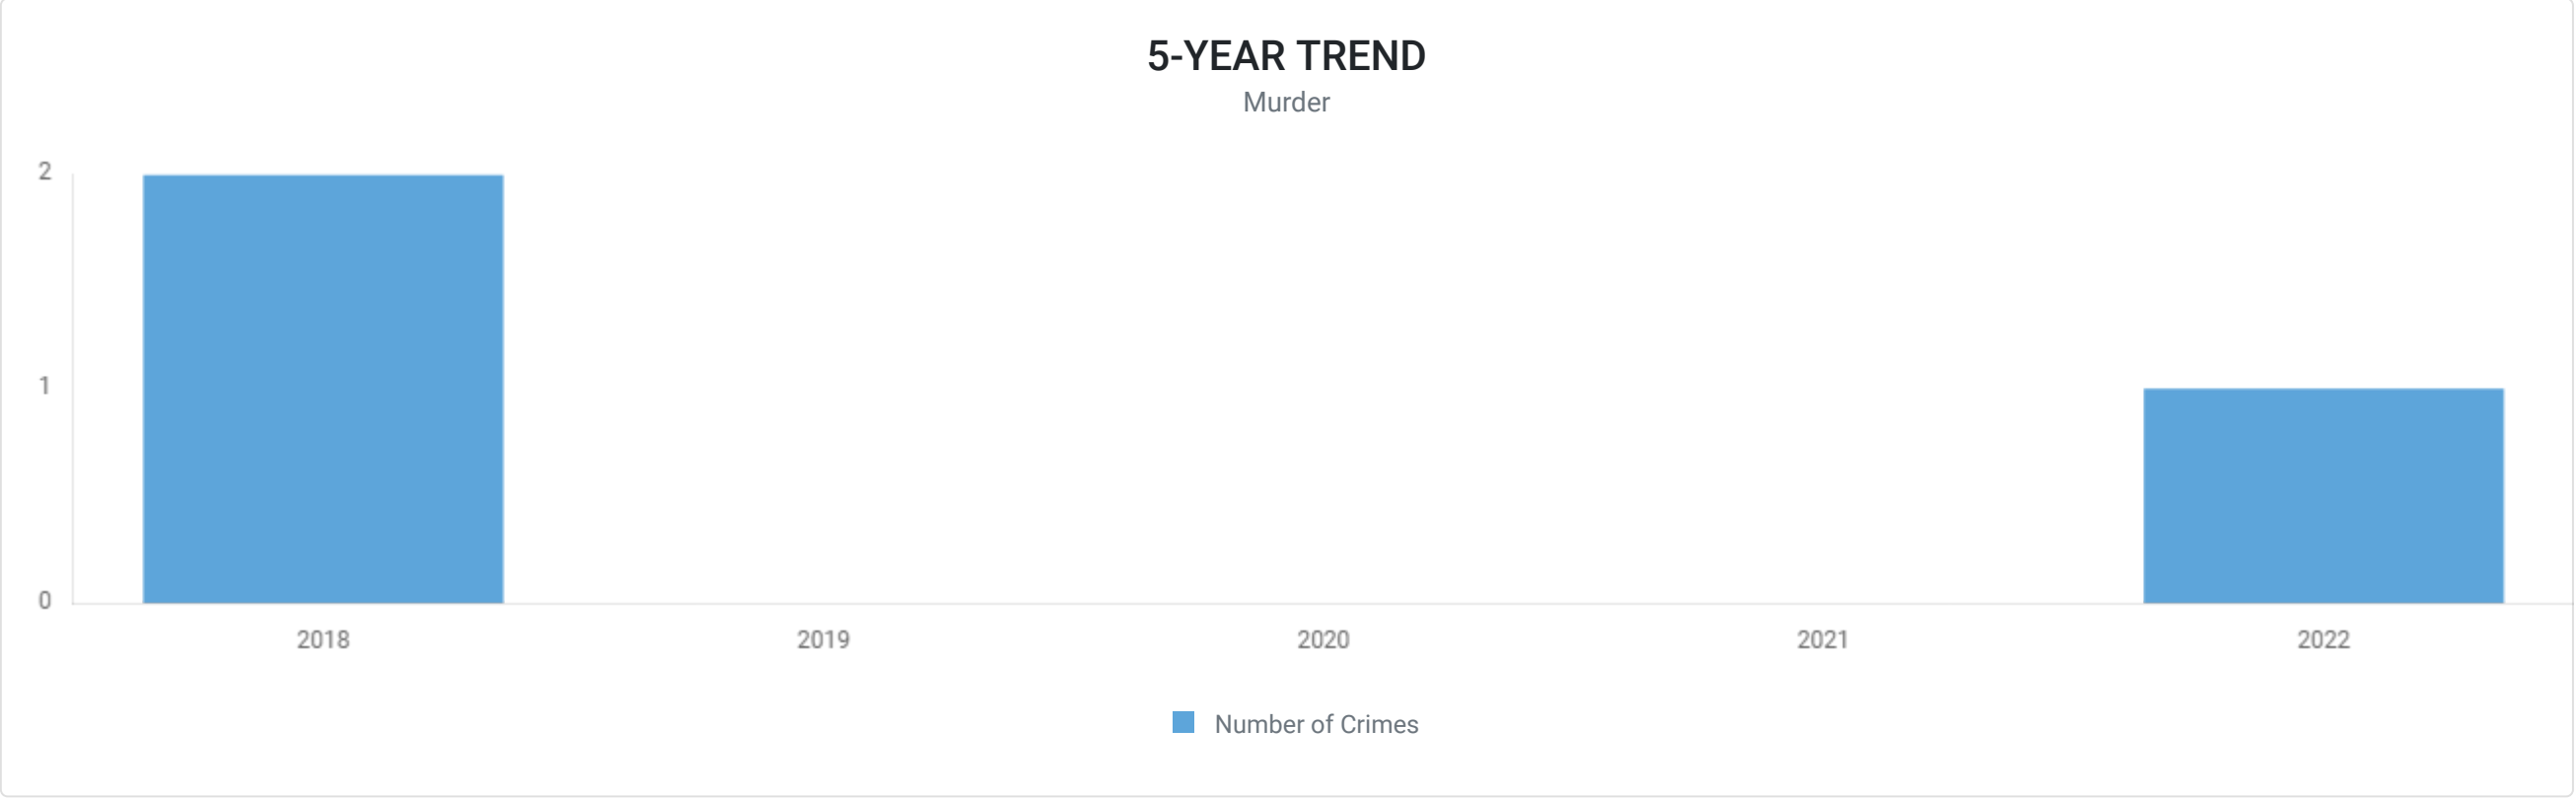 5-YEAR TREND
Murder
2
1
0
2018 2019 2020 2021 2022
Number of Crimes